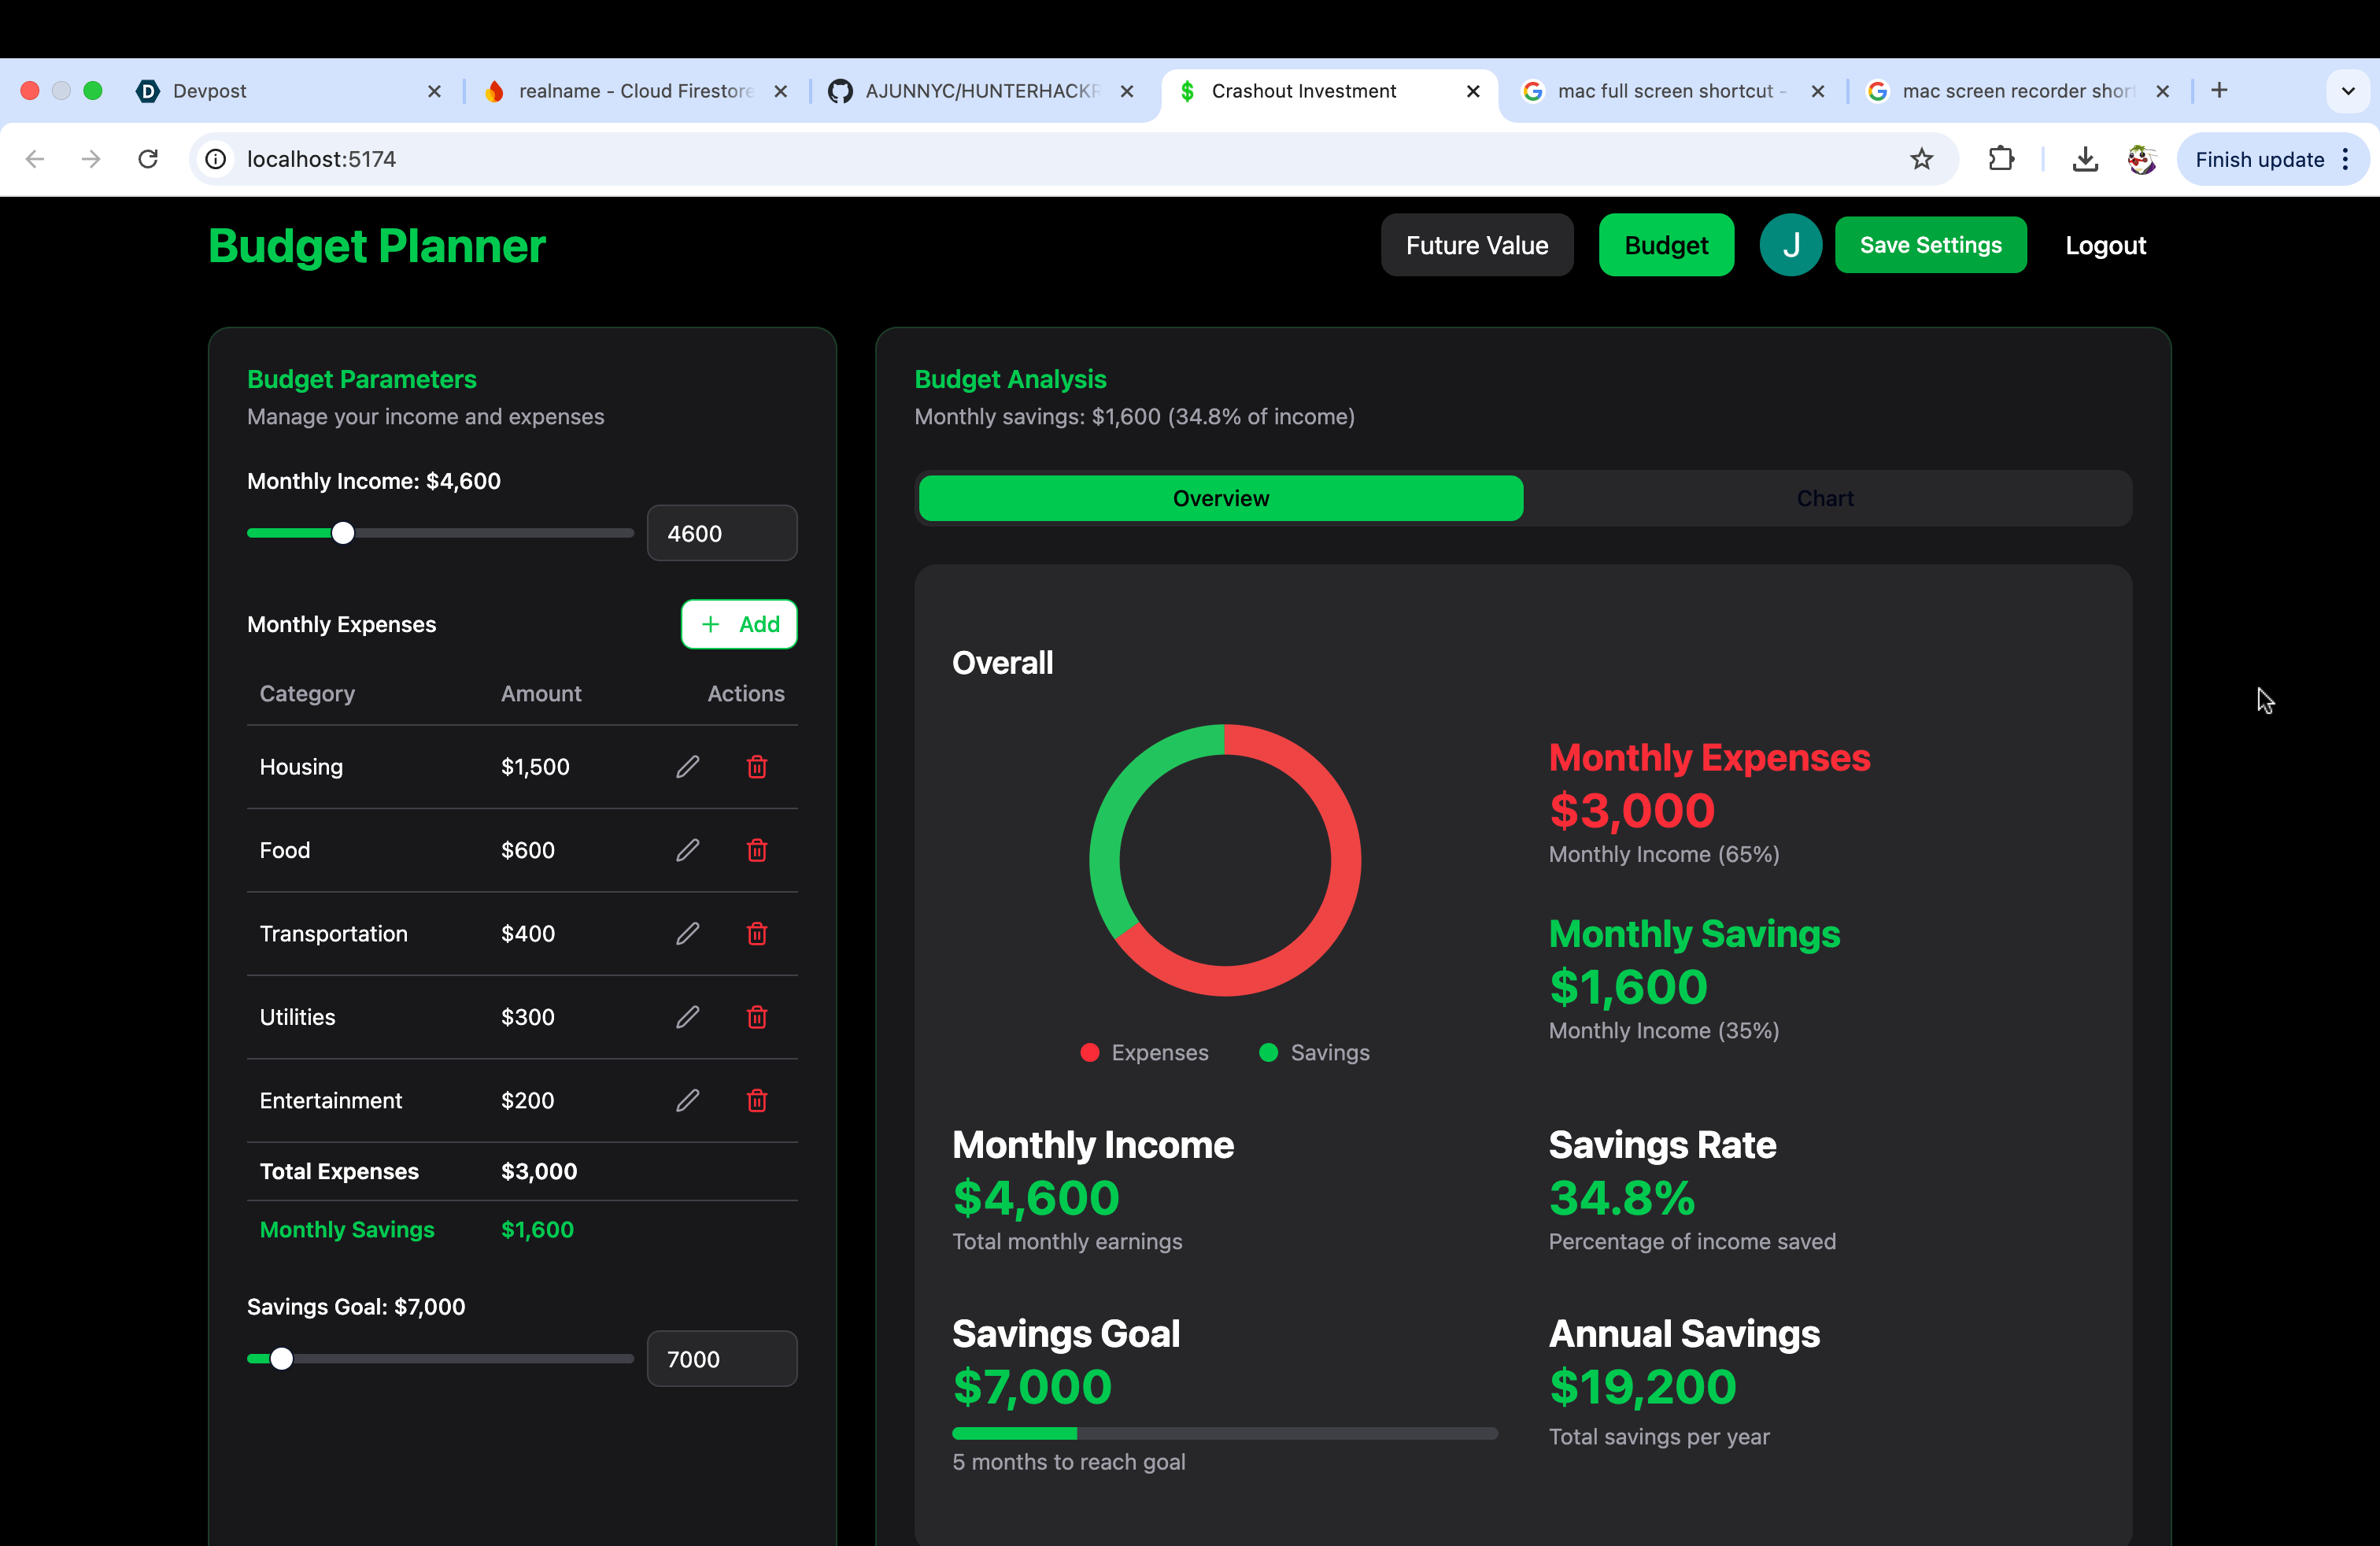 Devpost
realname - Cloud Firestore
AJUNNYC/HUNTERHACKF
Crashout Investment
mac full screen shortcut -
mac screen recorder short
localhost:5174
Finish update
Budget Planner
Future Value
Budget
J
Save Settings
Logout
Budget Parameters
Manage your income and expenses
Monthly Income: $4,600
4600
Monthly Expenses
+ Add
Category Amount Actions
Housing $1,500
Food $600
Transportation $400
Utilities $300
Entertainment $200
Total Expenses $3,000
Monthly Savings $1,600
Savings Goal: $7,000
7000
Budget Analysis
Monthly savings: $1,600 (34.8% of income)
Overview
Chart
Overall
Expenses
Savings
Monthly Expenses
$3,000
Monthly Income (65%)
Monthly Savings
$1,600
Monthly Income (35%)
Monthly Income
$4,600
Total monthly earnings
Savings Rate
34.8%
Percentage of income saved
Savings Goal
$7,000
5 months to reach goal
Annual Savings
$19,200
Total savings per year